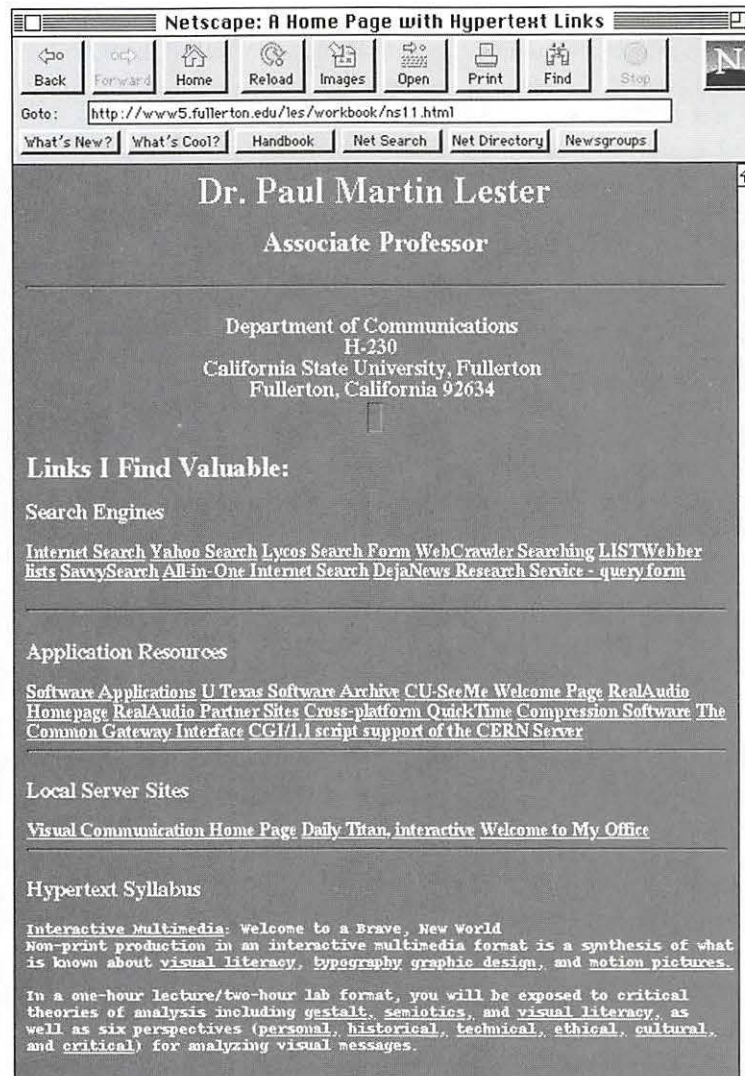 Netscape: A Home Page with Hypertext Links
Back Forward Home Reload Images Open Print Find Stop
N
Goto: http://www5.fullerton.edu/les/workbook/ns11.html
What's New? What's Cool? Handbook Net Search Net Directory Newsgroups
Dr. Paul Martin Lester
Associate Professor
Department of Communications
H-230
California State University, Fullerton
Fullerton, California 92634
Links I Find Valuable:
Search Engines
Internet Search Yahoo Search Lycos Search Form WebCrawler Searching LISTWebber
lists SavvySearch All-in-One Internet Search DejaNews Research Service - query form
Application Resources
Software Applications U Texas Software Archive CU-SeeMe Welcome Page RealAudio
Homepage RealAudio Partner Sites Cross-platform QuickTime Compression Software The
Common Gateway Interface CGI/1.1 script support of the CERN Server
Local Server Sites
Visual Communication Home Page Daily Titan, interactive Welcome to My Office
Hypertext Syllabus
Interactive Multimedia: Welcome to a Brave, New World
Non-print production in an interactive multimedia format is a synthesis of what
is known about visual literacy, typography graphic design, and motion pictures.
In a one-hour lecture/two-hour lab format, you will be exposed to critical
theories of analysis including gestalt, semiotics, and visual literacy, as
well as six perspectives (personal, historical, technical, ethical, cultural,
and critical) for analyzing visual messages.